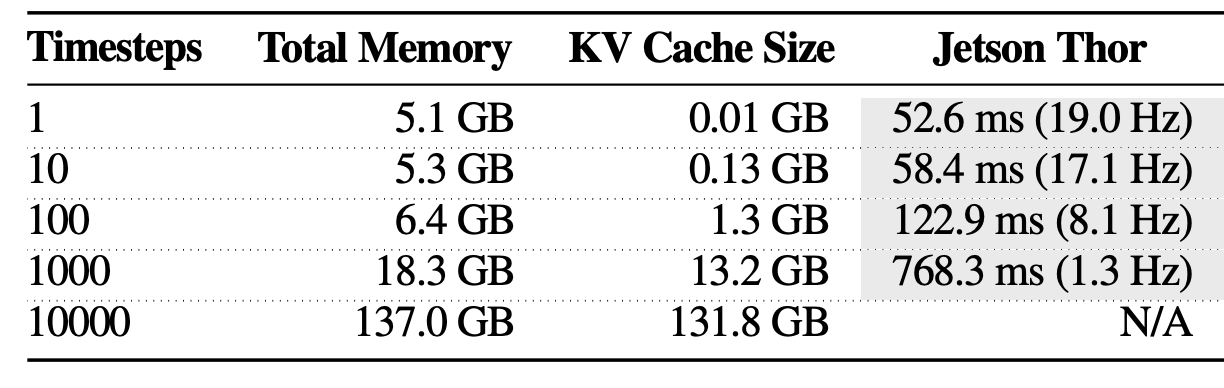 Timesteps Total Memory KV Cache Size Jetson Thor
1 5.1 GB 0.01 GB 52.6 ms (19.0 Hz)
10 5.3 GB 0.13 GB 58.4 ms (17.1 Hz)
100 6.4 GB 1.3 GB 122.9 ms (8.1 Hz)
1000 18.3 GB 13.2 GB 768.3 ms (1.3 Hz)
10000 137.0 GB 131.8 GB N/A